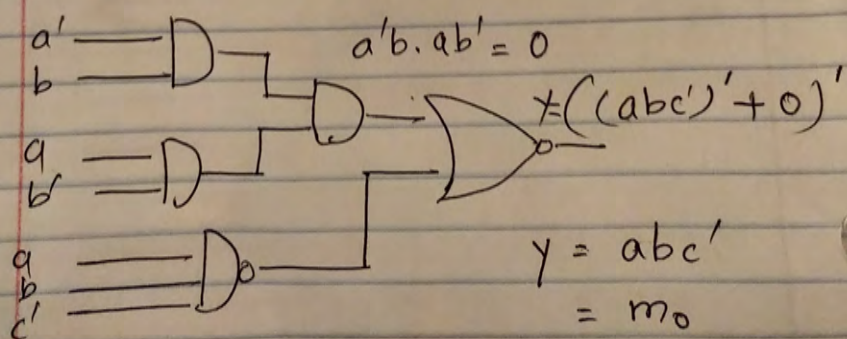 a'
b
a'b. ab' = 0
y=((abc')' + 0)'
a
b'
a
b
c'
y = abc'
= m₀